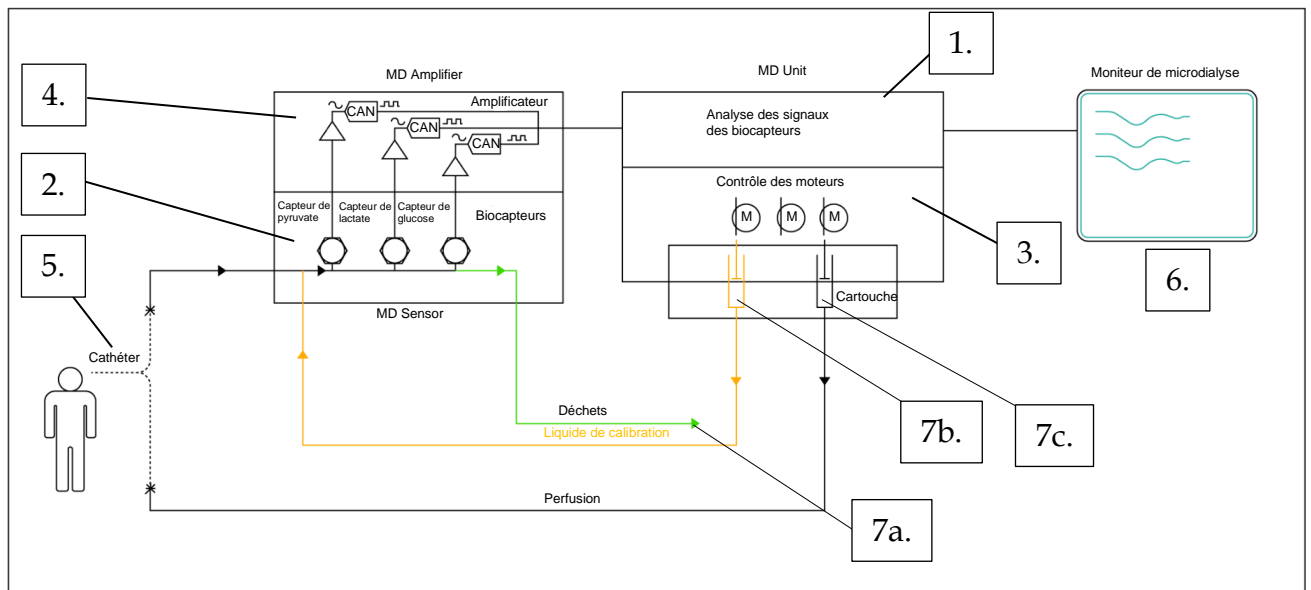 1.
MD Amplifier
MD Unit
Moniteur de microdialyse
4.
Amplificateur
CAN
CAN
CAN
Analyse des signaux
des biocapteurs
2.
Contrôle des moteurs
Capteur de
pyruvate
Capteur de
lactate
Capteur de
glucose
Biocapteurs
M
M
M
3.
5.
6.
Cartouche
MD Sensor
Cathéter
Déchets
Liquide de calibration
7b.
7c.
Perfusion
7a.